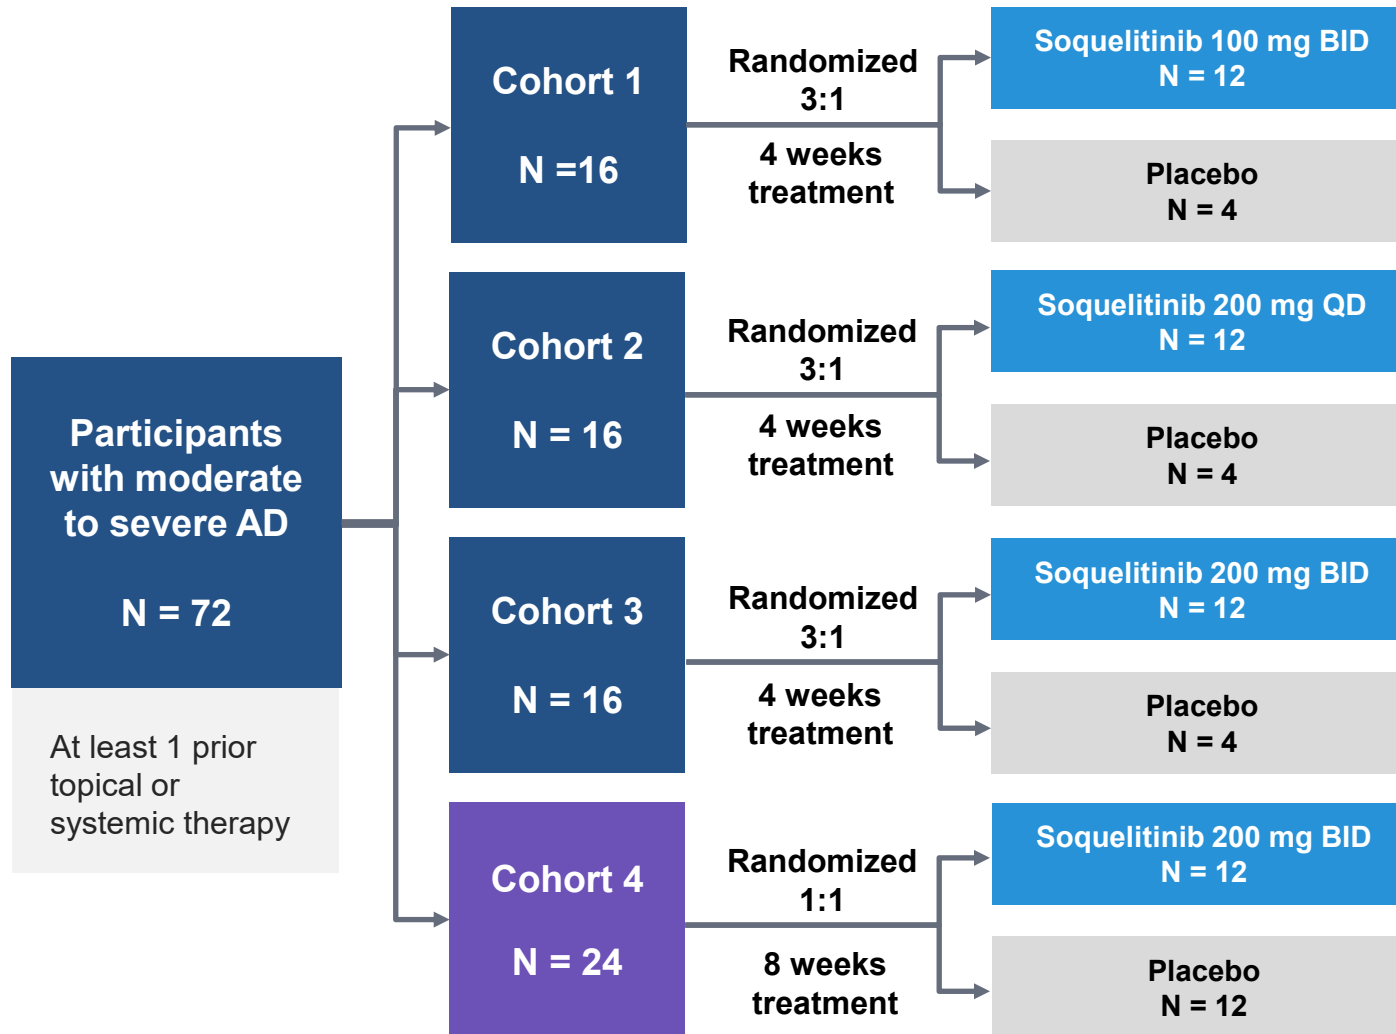 Participants
with moderate
to severe AD
N = 72
At least 1 prior
topical or
systemic therapy
Cohort 1
N =16
Randomized
3:1
4 weeks
treatment
Soquelitinib 100 mg BID
N = 12
Placebo
N = 4
Cohort 2
N = 16
Randomized
3:1
4 weeks
treatment
Soquelitinib 200 mg QD
N = 12
Placebo
N = 4
Cohort 3
N = 16
Randomized
3:1
4 weeks
treatment
Soquelitinib 200 mg BID
N = 12
Placebo
N = 4
Cohort 4
N = 24
Randomized
1:1
8 weeks
treatment
Soquelitinib 200 mg BID
N = 12
Placebo
N = 12